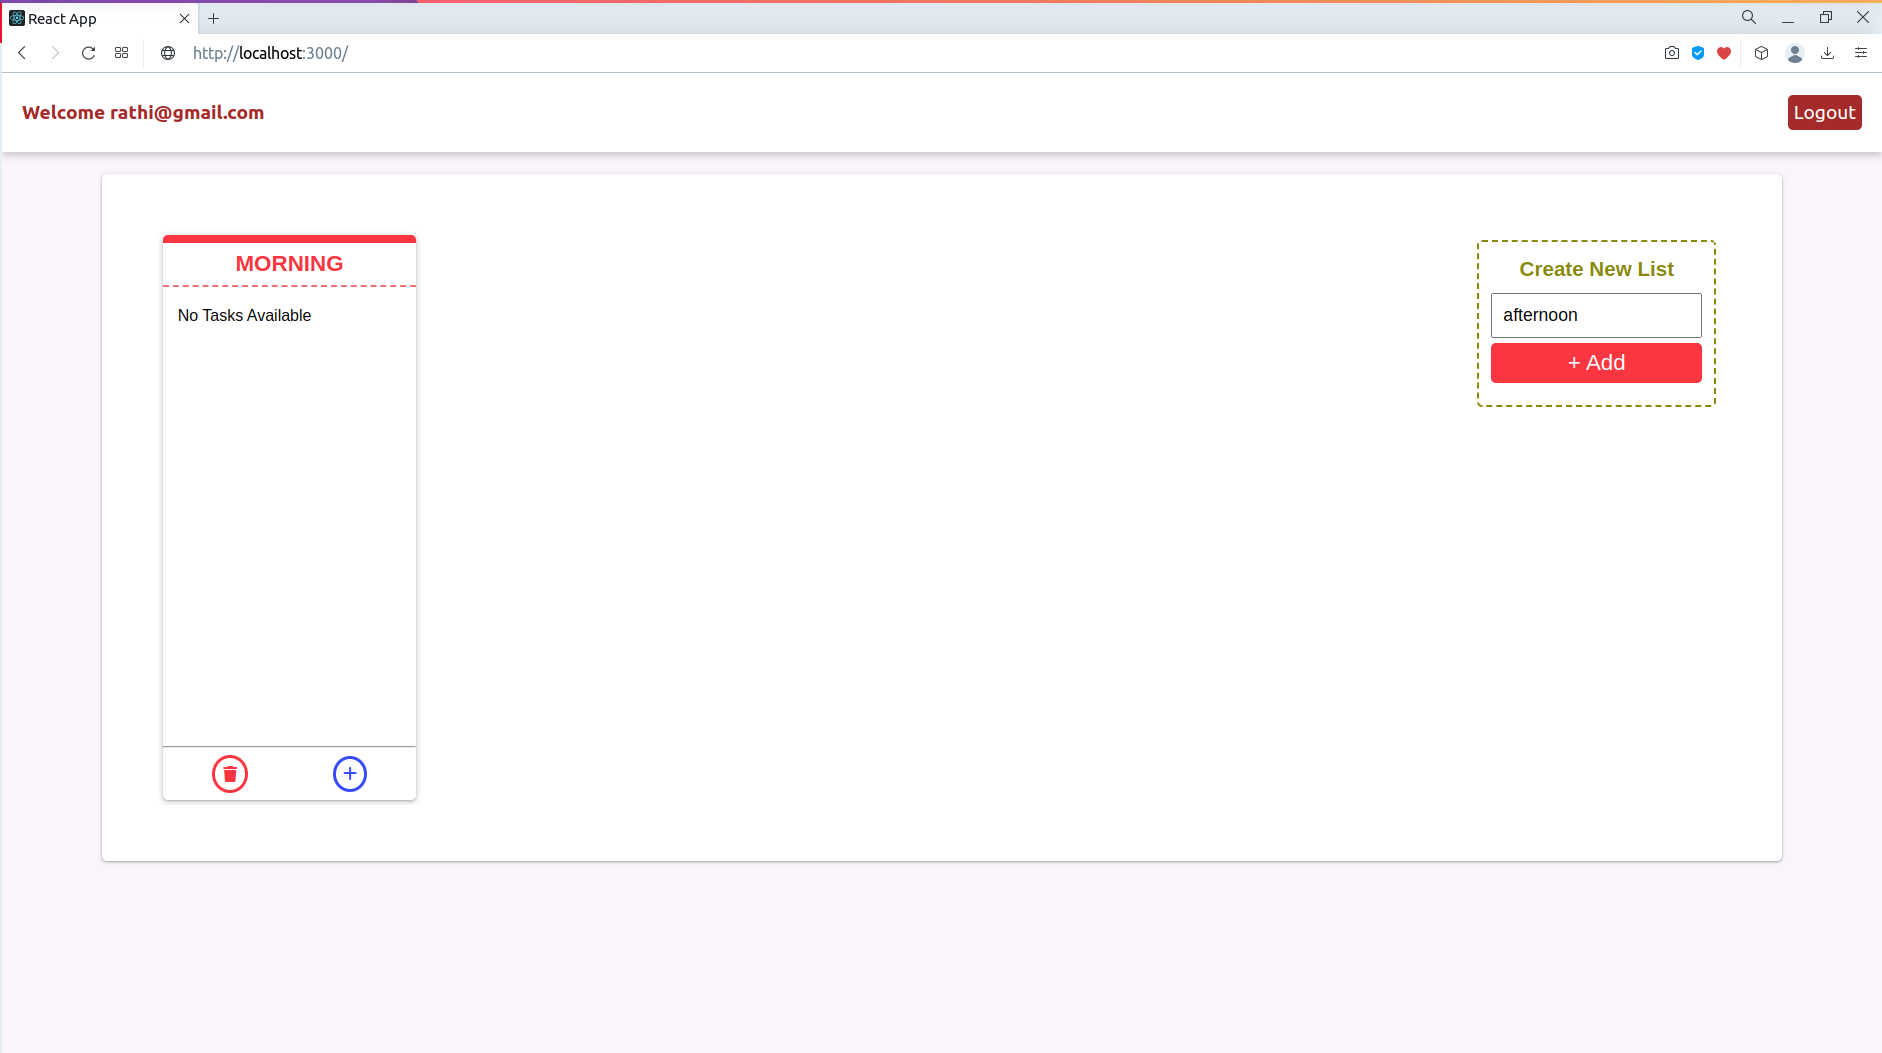 React App
http://localhost:3000/
Welcome rathi@gmail.com
Logout
MORNING
No Tasks Available
Create New List
afternoon
+ Add